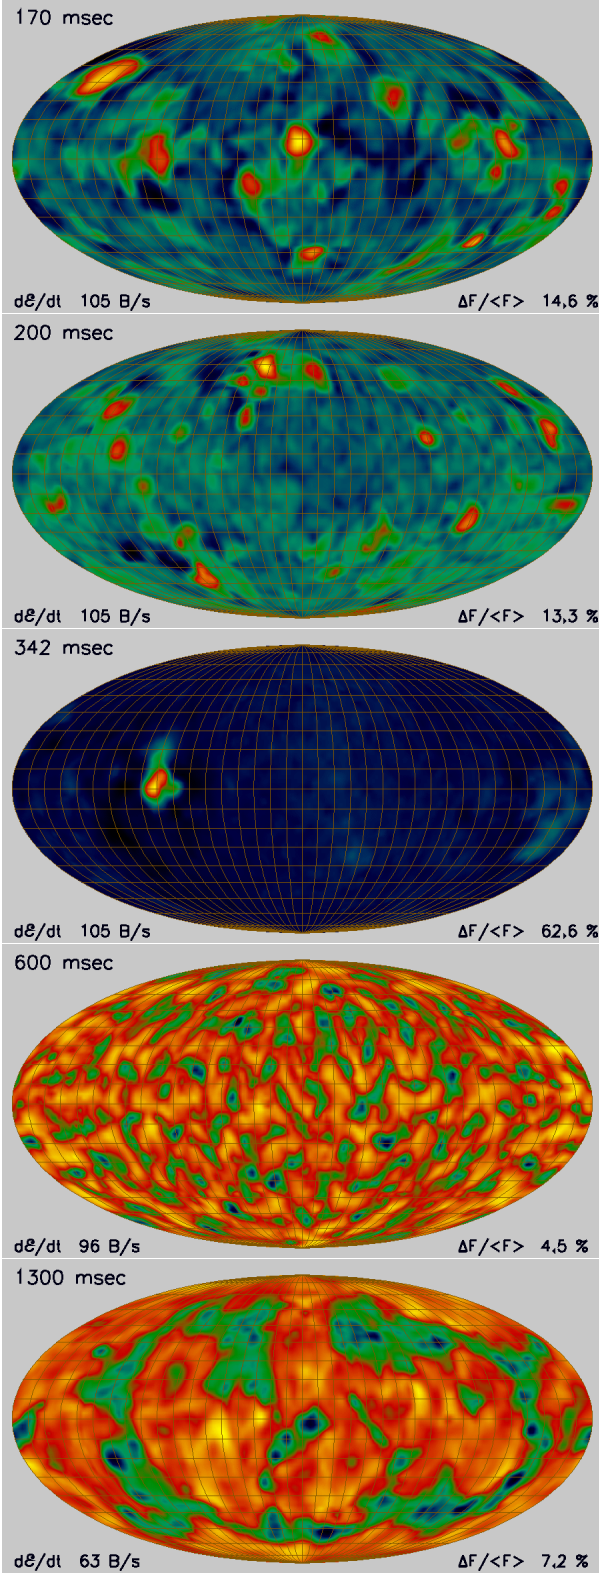 170 msec
dℰ/dt 105 B/s ΔF/<F> 14,6 %
200 msec
dℰ/dt 105 B/s ΔF/<F> 13,3 %
342 msec
dℰ/dt 105 B/s ΔF/<F> 62,6 %
600 msec
dℰ/dt 96 B/s ΔF/<F> 4,5 %
1300 msec
dℰ/dt 63 B/s ΔF/<F> 7,2 %